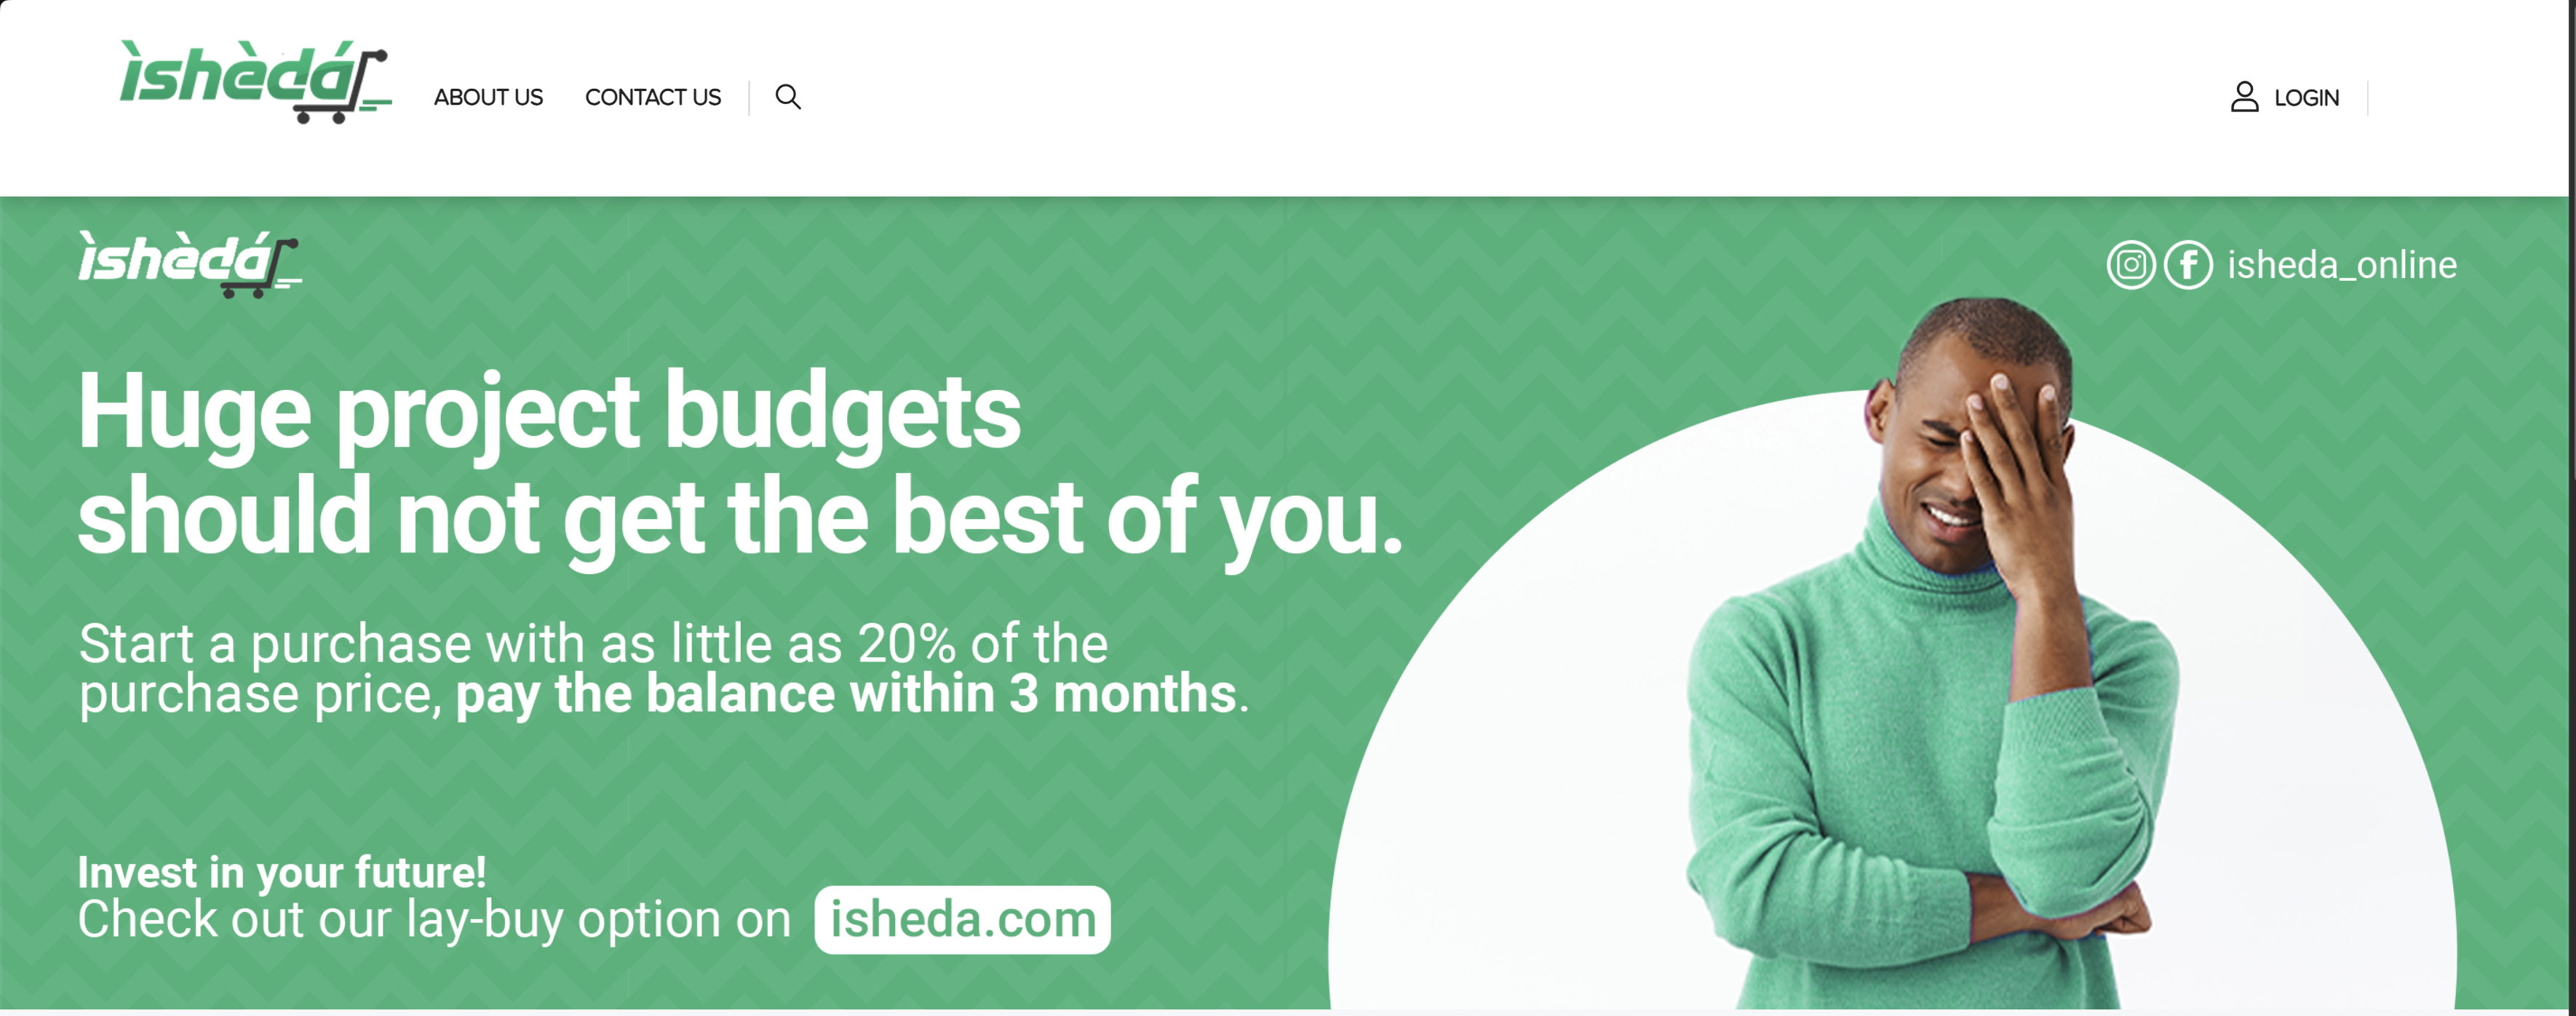 ìshèdá
ABOUT US
CONTACT US
LOGIN
ìshèdá
isheda_online
Huge project budgets
should not get the best of you.
Start a purchase with as little as 20% of the
purchase price, pay the balance within 3 months.
Invest in your future!
Check out our lay-buy option on isheda.com